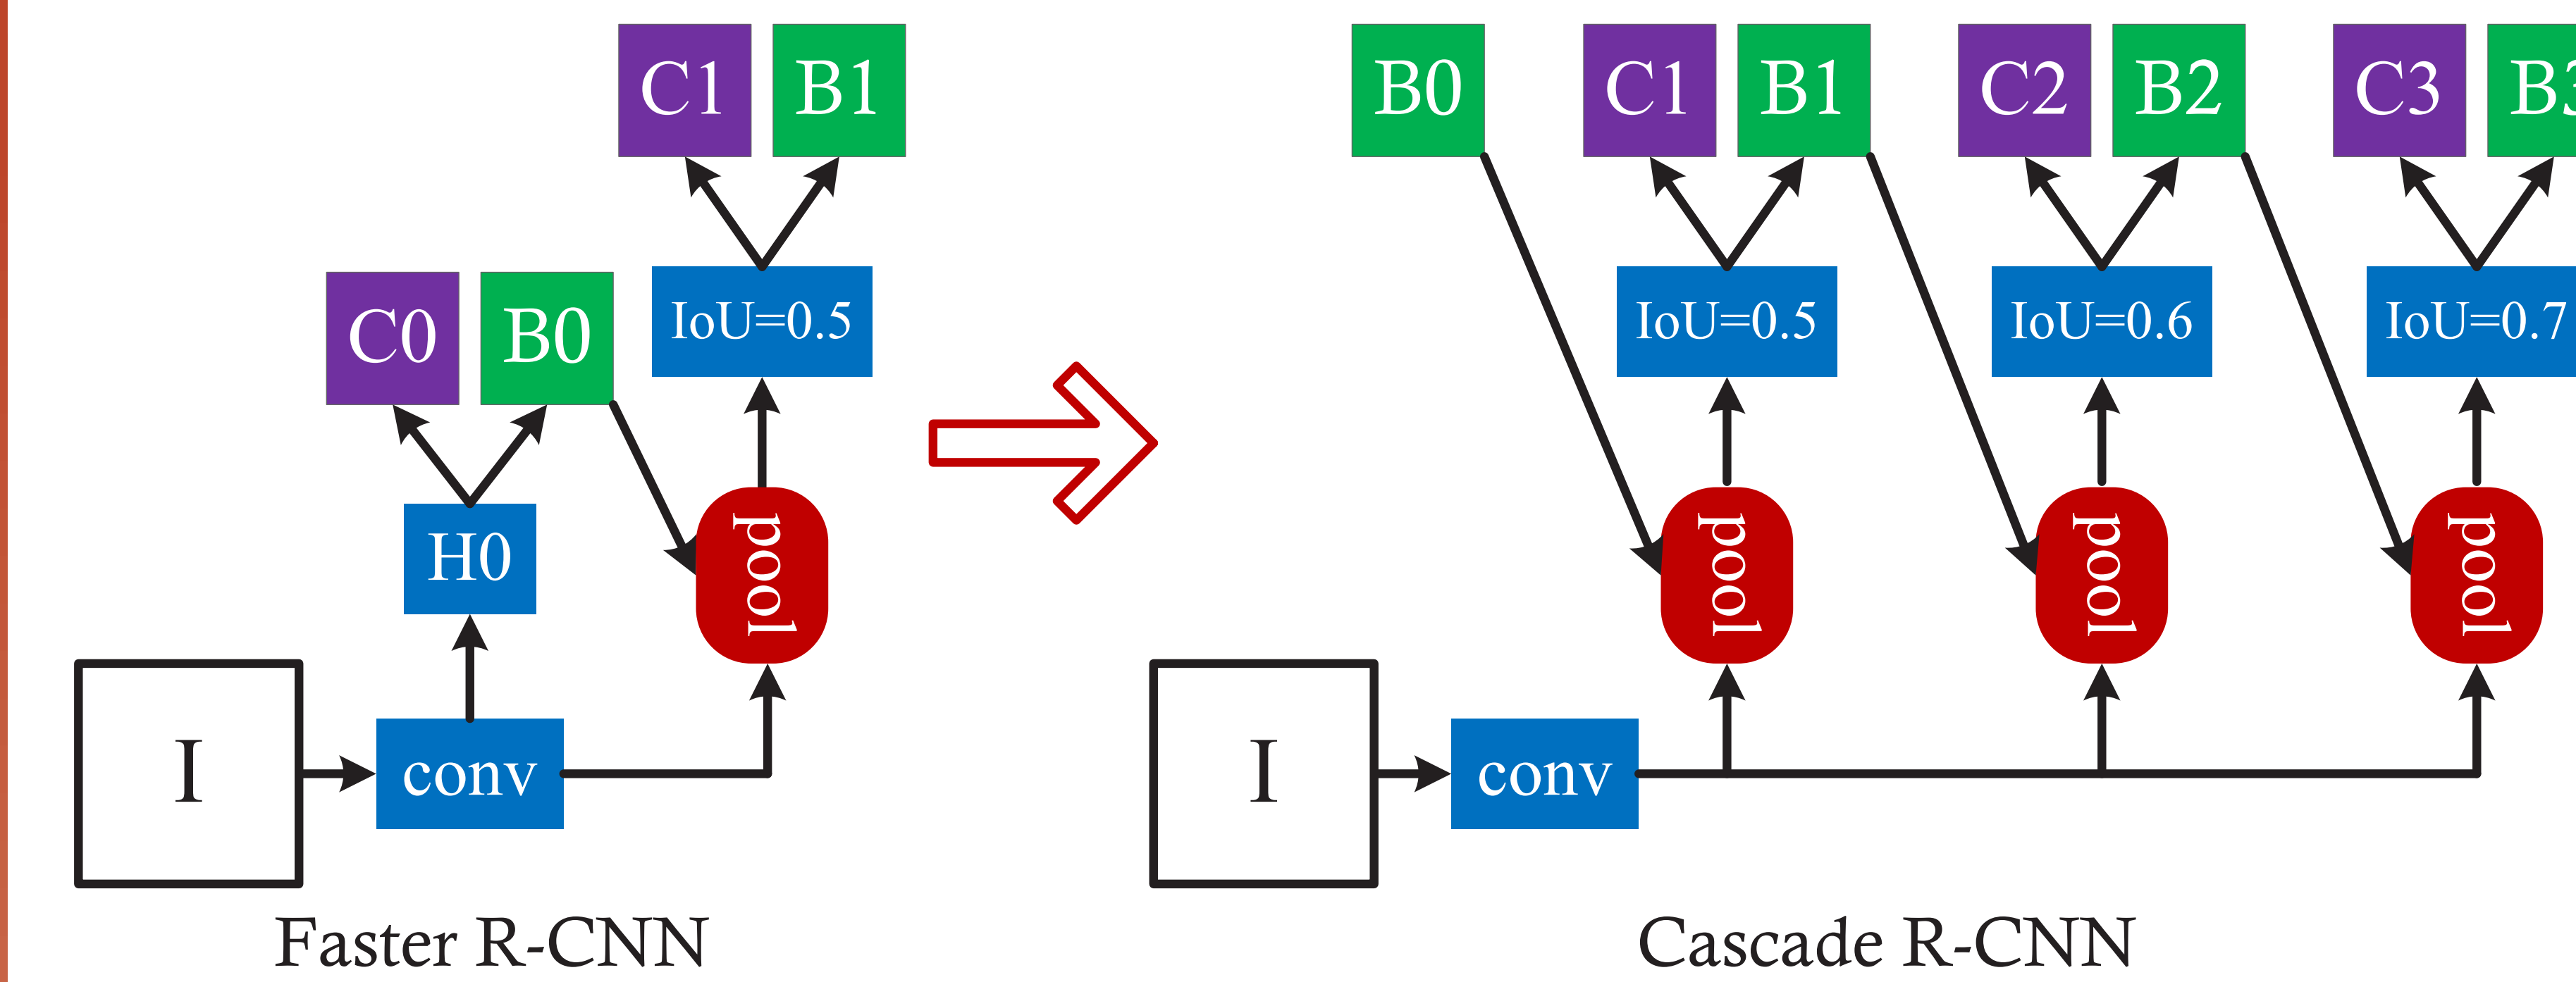 C1 B1
C0 B0 IoU=0.5
H0 pool
I conv
Faster R-CNN
B0 C1 B1 C2 B2 C3 B3
IoU=0.5 IoU=0.6 IoU=0.7
pool pool pool
I conv
Cascade R-CNN